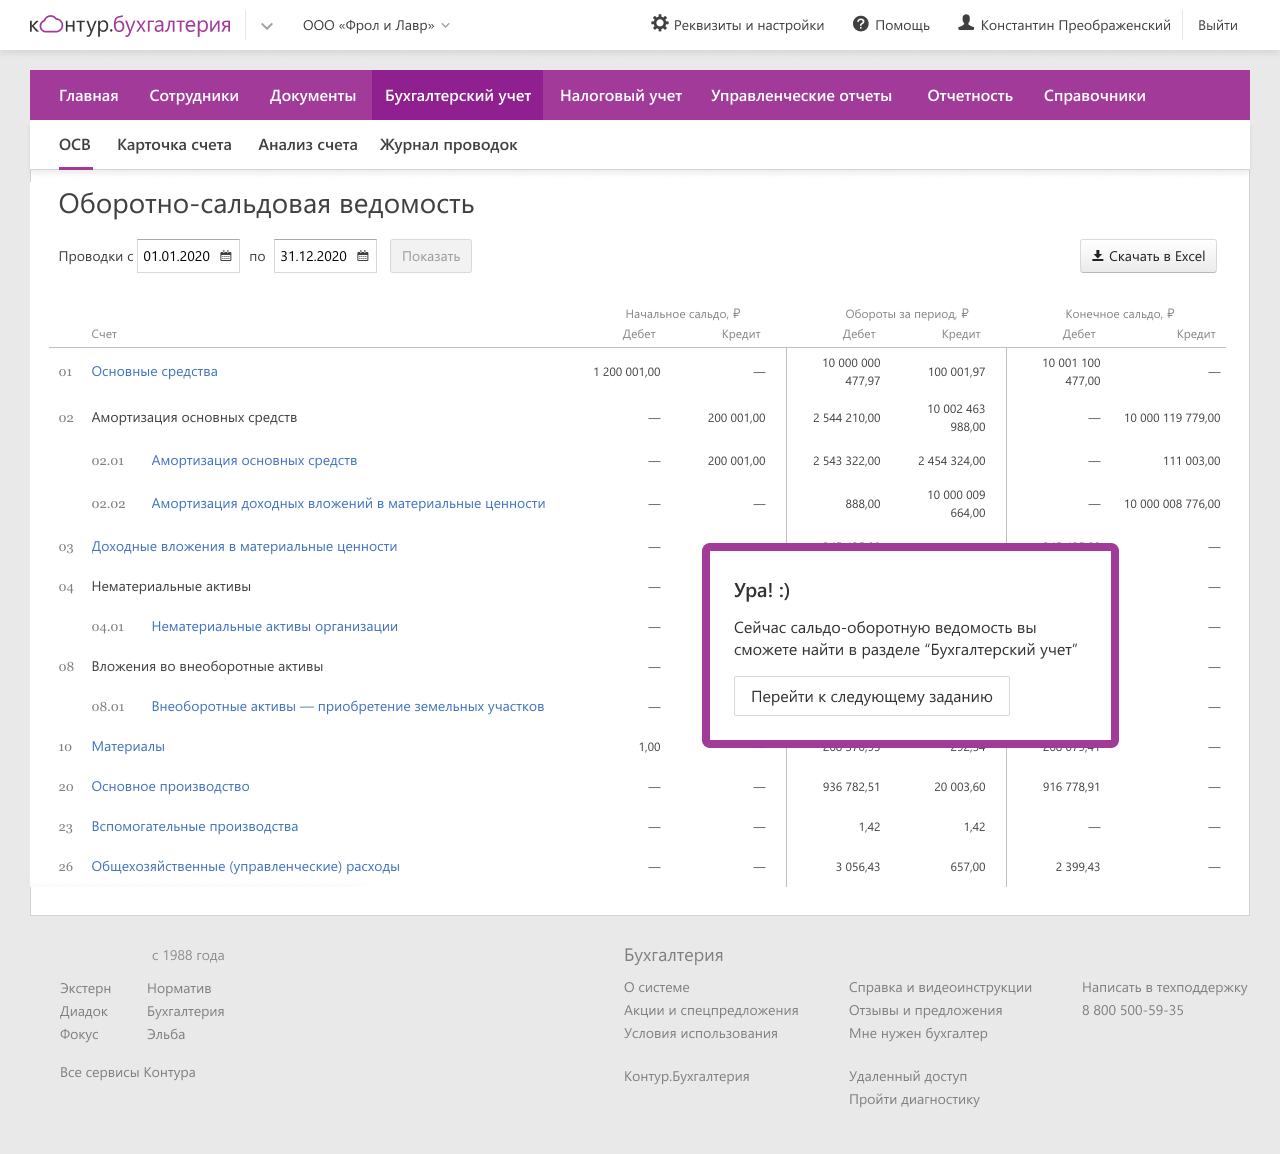 контур.бухгалтерия ООО «Фрол и Лавр» Реквизиты и настройки Помощь Константин Преображенский Выйти
Главная Сотрудники Документы Бухгалтерский учет Налоговый учет Управленческие отчеты Отчетность Справочники
ОСВ Карточка счета Анализ счета Журнал проводок
Оборотно-сальдовая ведомость
Проводки с 01.01.2020 по 31.12.2020 Показать Скачать в Excel
Начальное сальдо, ₽ Обороты за период, ₽ Конечное сальдо, ₽
Счет Дебет Кредит Дебет Кредит Дебет Кредит
10 000 000 10 001 100
01 Основные средства 1 200 001,00 — 100 001,97 —
477,97 477,00
10 002 463
02 Амортизация основных средств — 200 001,00 2 544 210,00 — 10 000 119 779,00
988,00
02.01 Амортизация основных средств — 200 001,00 2 543 322,00 2 454 324,00 — 111 003,00
10 000 009
02.02 Амортизация доходных вложений в материальные ценности — — 888,00 — 10 000 008 776,00
664,00
03 Доходные вложения в материальные ценности — —
04 Нематериальные активы — —
04.01 Нематериальные активы организации — —
08 Вложения во внеоборотные активы — —
08.01 Внеоборотные активы — приобретение земельных участков — —
Ура! :)
Сейчас сальдо-оборотную ведомость вы
сможете найти в разделе “Бухгалтерский учет”
Перейти к следующему заданию
10 Материалы 1,00 —
20 Основное производство — — 936 782,51 20 003,60 916 778,91 —
23 Вспомогательные производства — — 1,42 1,42 — —
26 Общехозяйственные (управленческие) расходы — — 3 056,43 657,00 2 399,43 —
с 1988 года Бухгалтерия
Экстерн Норматив О системе Справка и видеоинструкции Написать в техподдержку
Диадок Бухгалтерия Акции и спецпредложения Отзывы и предложения 8 800 500-59-35
Фокус Эльба Условия использования Мне нужен бухгалтер
Все сервисы Контура Контур.Бухгалтерия Удаленный доступ
Пройти диагностику